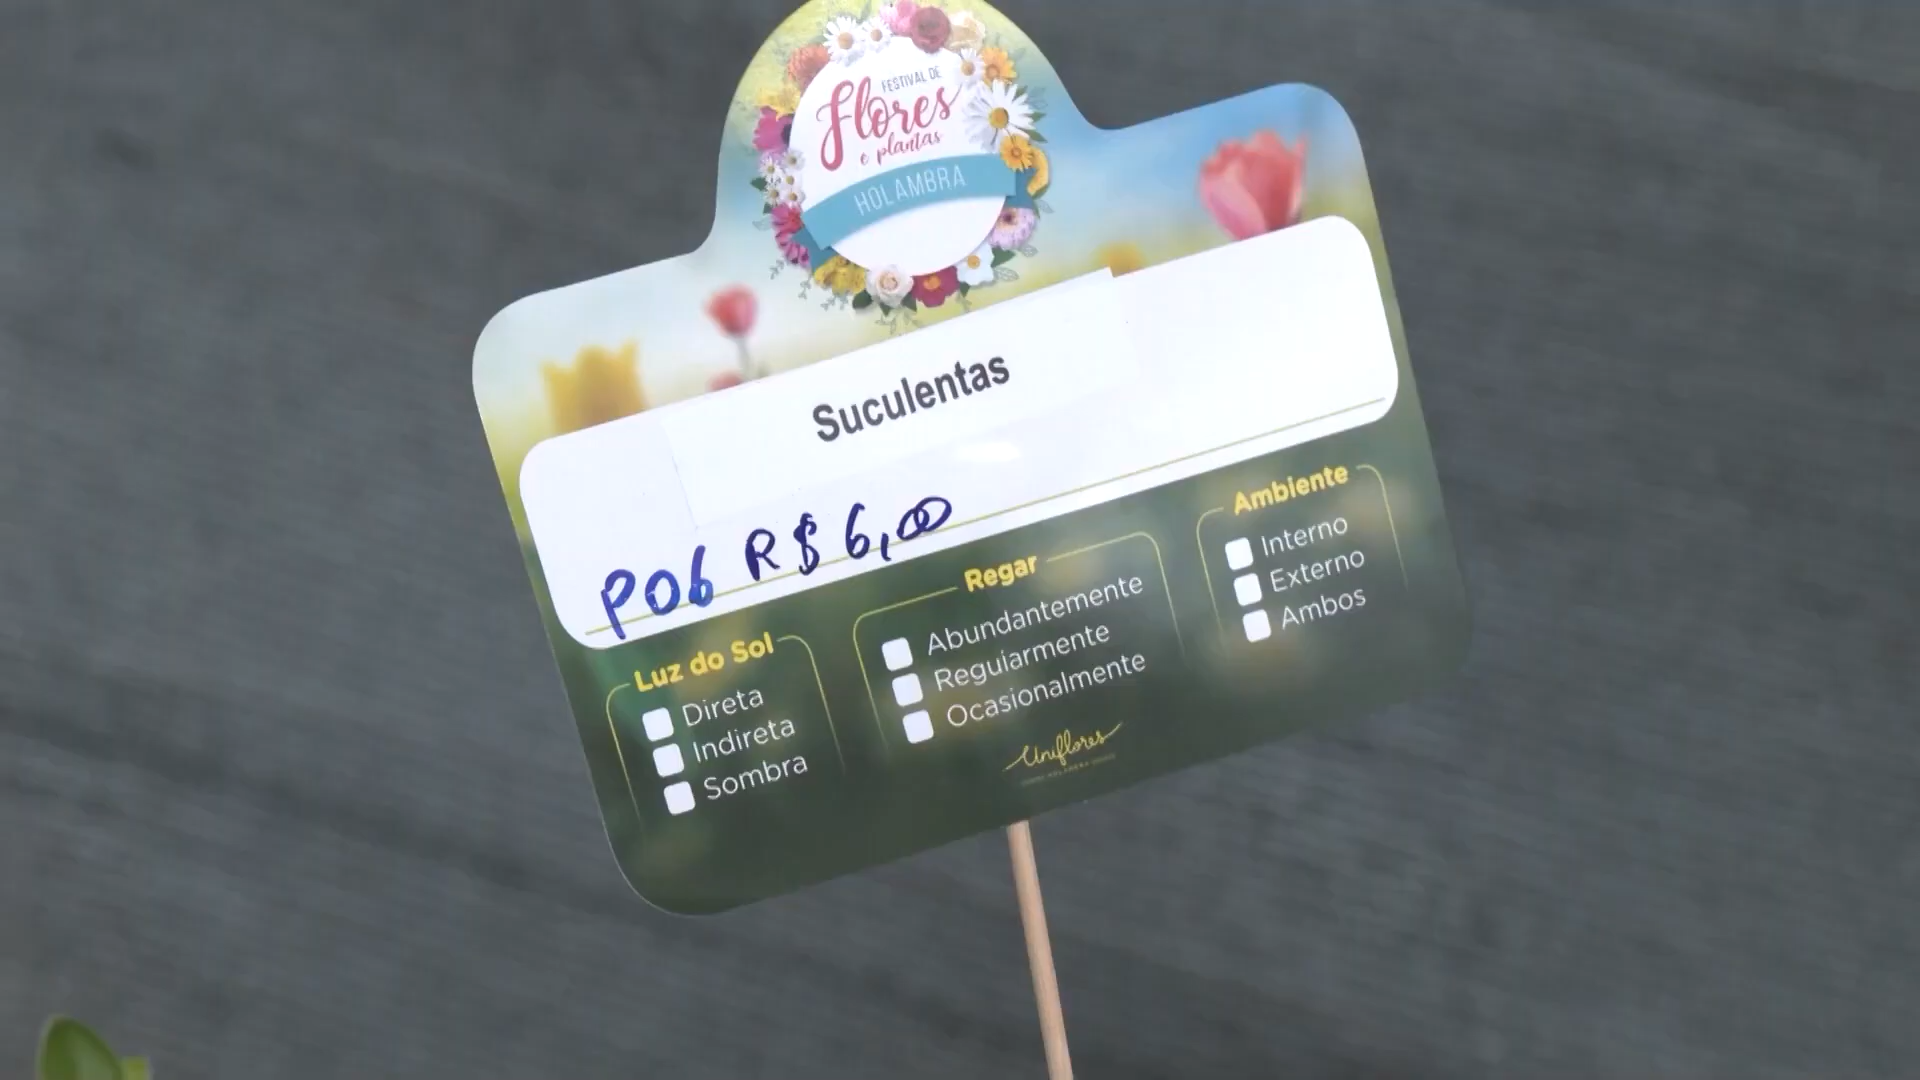 FESTIVAL DE
Flores
e plantas
HOLAMBRA
Suculentas
P06 R$ 6,00
Luz do Sol
Direta
Indireta
Sombra
Regar
Abundantemente
Regularmente
Ocasionalmente
Ambiente
Interno
Externo
Ambos
Uniflores